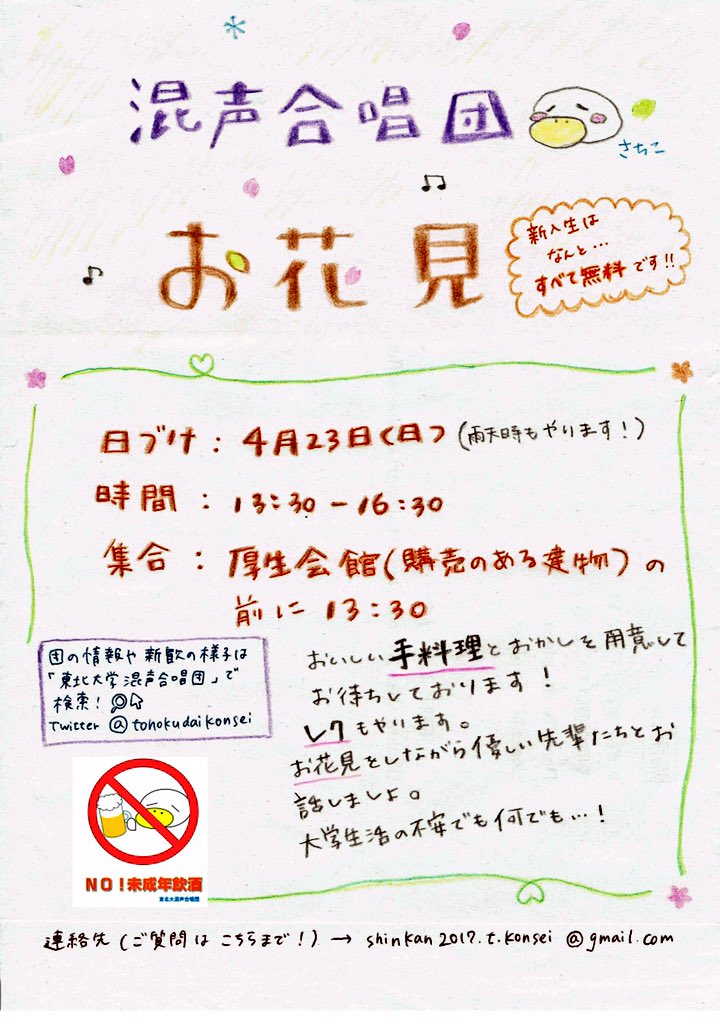 混声合唱団
さちこ
お花見
新入生は
なんと…
すべて無料です!!
日づけ：4月23日(日)(雨天時もやります！)
時間：13:30－16:30
集合：厚生会館(購売のある建物)の
前に13:30
団の情報や新歓の様子は
「東北大学混声合唱団」で
検索！
Twitter @tohokudaikonsei
おいしい手料理とおかしを用意して
お待ちしております！
レクもやります。
お花見をしながら優しい先輩たちとお
話しましょ。
大学生活の不安でも何でも…！
NO！未成年飲酒
東北大混声合唱団
連絡先(ご質問はこちらまで！)→ shinkan2017.t.konsei@gmail.com